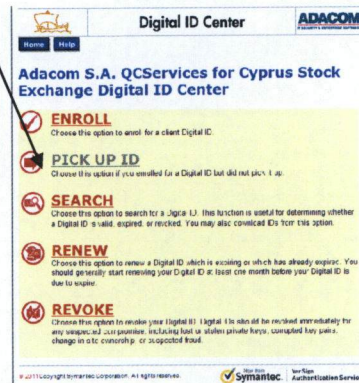 Digital ID Center
ADACOM
Home Help
Adacom S.A. QCServices for Cyprus Stock
Exchange Digital ID Center
ENROLL
Choose this option to enroll for a client Digital ID.
PICK UP ID
Choose this option if you enrolled for a Digital ID but did not pick it up.
SEARCH
Choose this option to search for a Digital ID. This function is useful for determining whether
a Digital ID is valid, expired, or revoked. You may also download IDs from this option.
RENEW
Choose this option to renew a Digital ID which is expiring or which has already expired. You
should generally start renewing your Digital ID at least one month before your Digital ID is
due to expire.
REVOKE
Choose this option to revoke your Digital ID. Digital IDs should be revoked immediately for
any suspected compromise, including lost or stolen private keys, corrupted key pairs,
change in site ownership, or suspected fraud.
© 2011 Copyright Symantec Corporation. All rights reserved.
Symantec.
VeriSign
Authentication Services